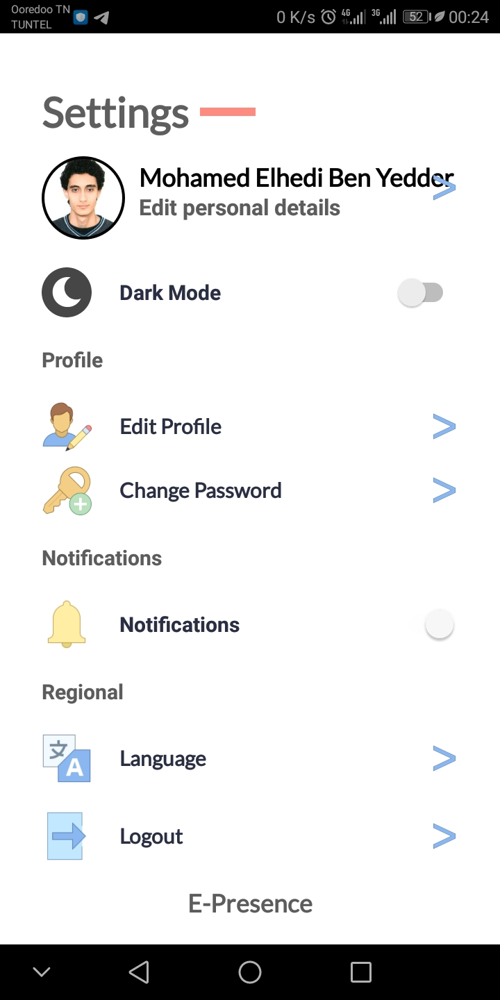 Ooredoo TN
TUNTEL
0 K/s 4G 3G 52 00:24
Settings
Mohamed Elhedi Ben Yedder
Edit personal details
Dark Mode
Profile
Edit Profile
Change Password
Notifications
Notifications
Regional
文 A
Language
Logout
E-Presence